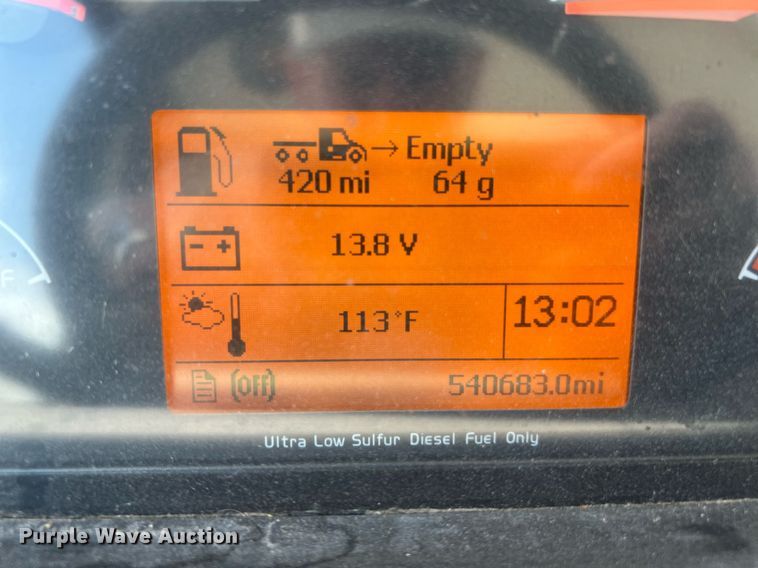 → Empty
420 mi 64 g
- +
13.8 V
113°F
13:02
(OFF) 540683.0mi
F
Ultra Low Sulfur Diesel Fuel Only
Purple Wave Auction